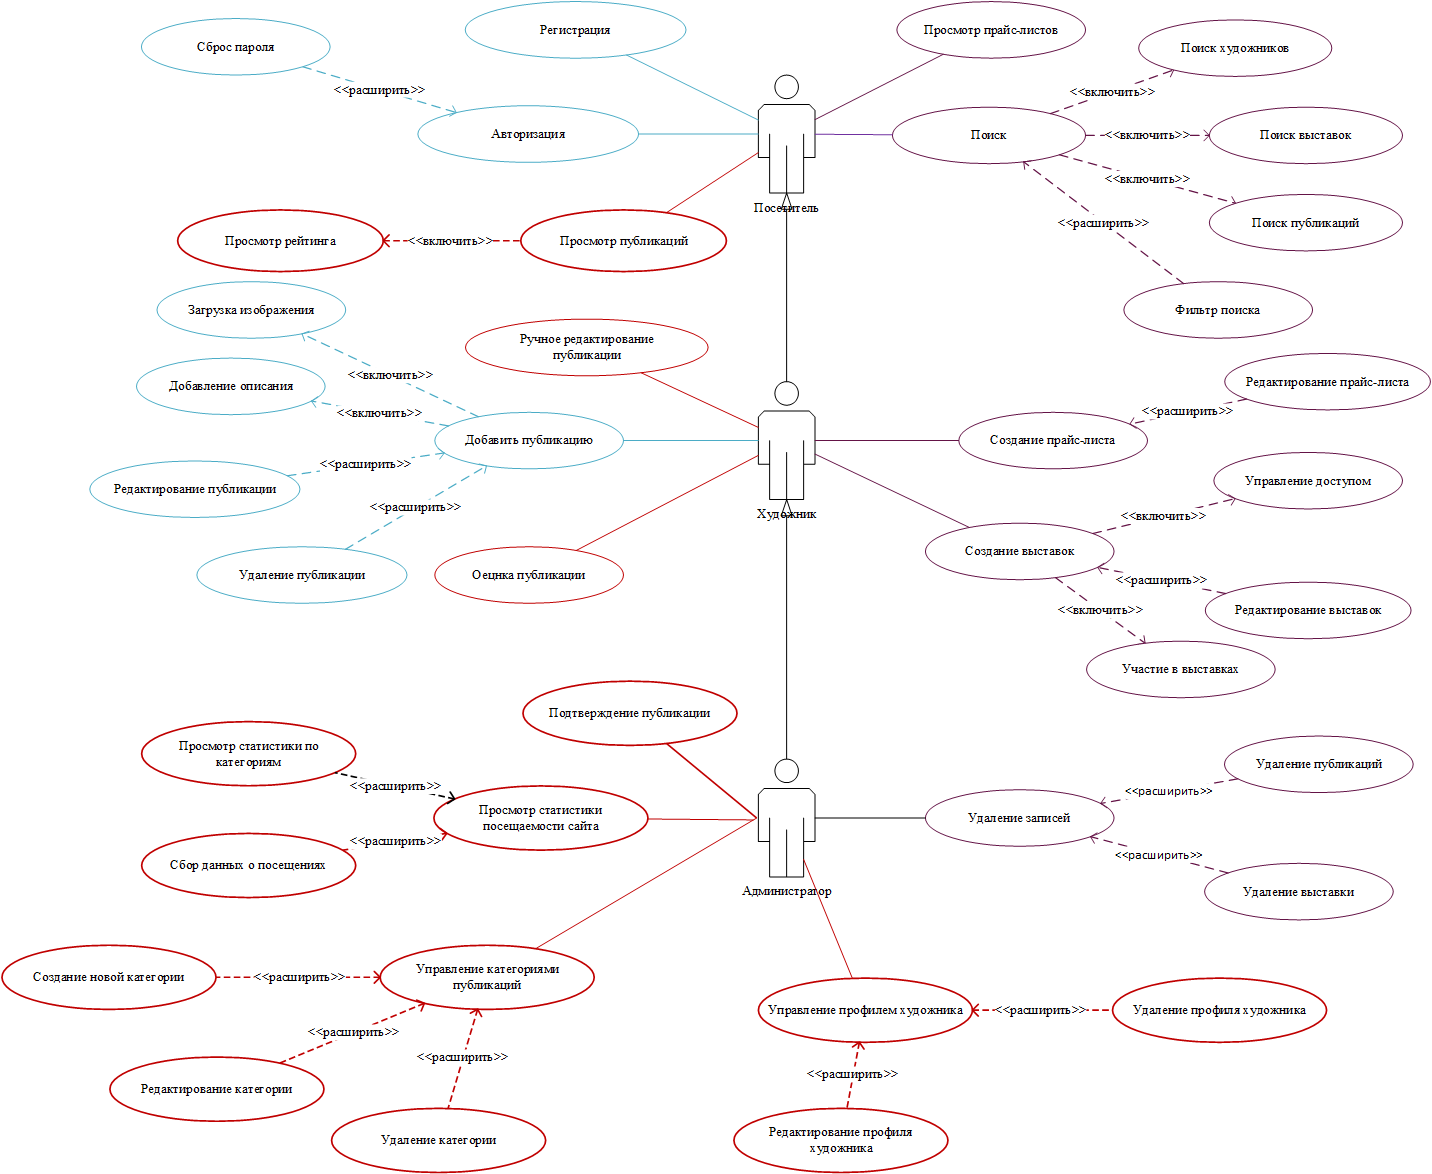 Регистрация
Просмотр прайс-листов
Сброс пароля
Поиск художников
<<расширить>>
<<включить>>
Авторизация
Поиск
<<включить>>
Поиск выставок
<<включить>>
Посетитель
<<расширить>>
Поиск публикаций
Просмотр рейтинга
<<включить>>
Просмотр публикаций
Загрузка изображения
Фильтр поиска
Ручное редактирование
публикации
<<включить>>
Добавление описания
Редактирование прайс-листа
<<включить>>
<<расширить>>
Добавить публикацию
Создание прайс-листа
<<расширить>>
Редактирование публикации
Управление доступом
<<расширить>>
Художник
<<включить>>
Создание выставок
Удаление публикации
Оецнка публикации
<<расширить>>
<<включить>>
Редактирование выставок
Участие в выставках
Подтверждение публикации
Просмотр статистики по
категориям
Удаление публикаций
<<расширить>>
<<расширить>>
Просмотр статистики
посещаемости сайта
Удаление записей
<<расширить>>
<<расширить>>
Сбор данных о посещениях
Администратор
Удаление выставки
Создание новой категории
<<расширить>>
Управление категориями
публикаций
Управление профилем художника
<<расширить>>
Удаление профиля художника
<<расширить>>
<<расширить>>
<<расширить>>
Редактирование категории
Удаление категории
Редактирование профиля
художника